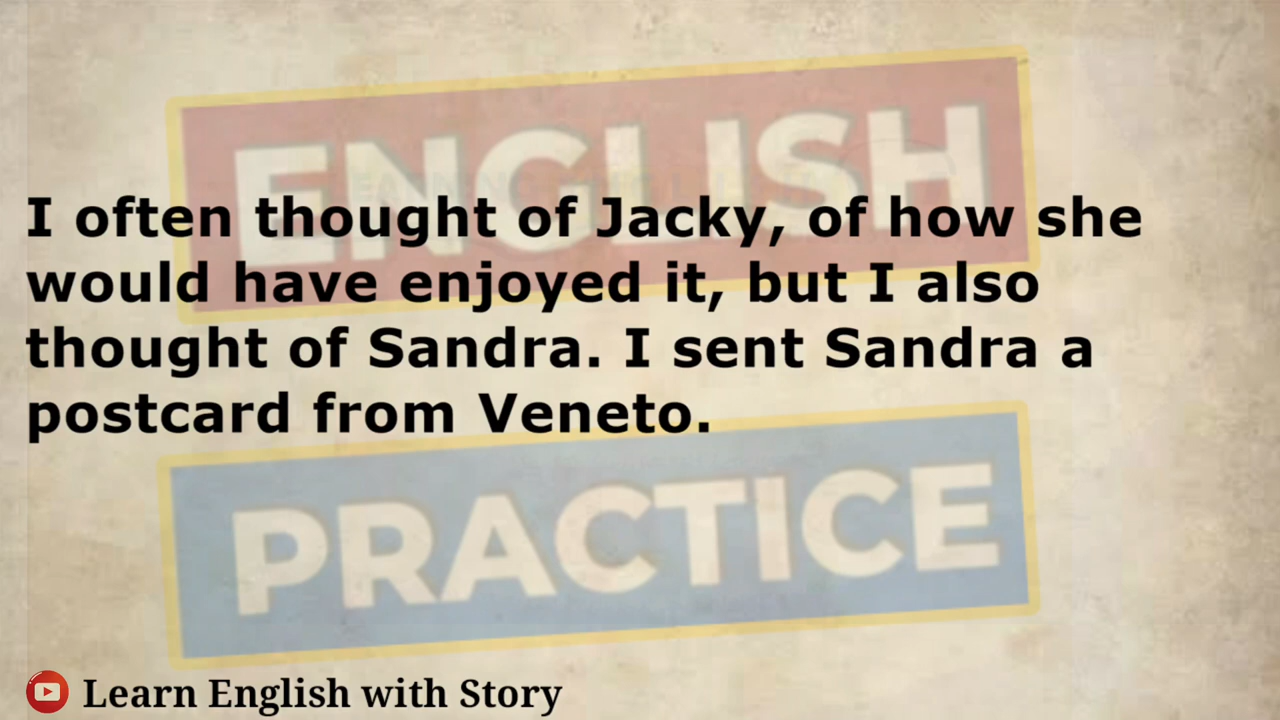 ENGLISH
I often thought of Jacky, of how she
would have enjoyed it, but I also
thought of Sandra. I sent Sandra a
postcard from Veneto.
PRACTICE
Learn English with Story